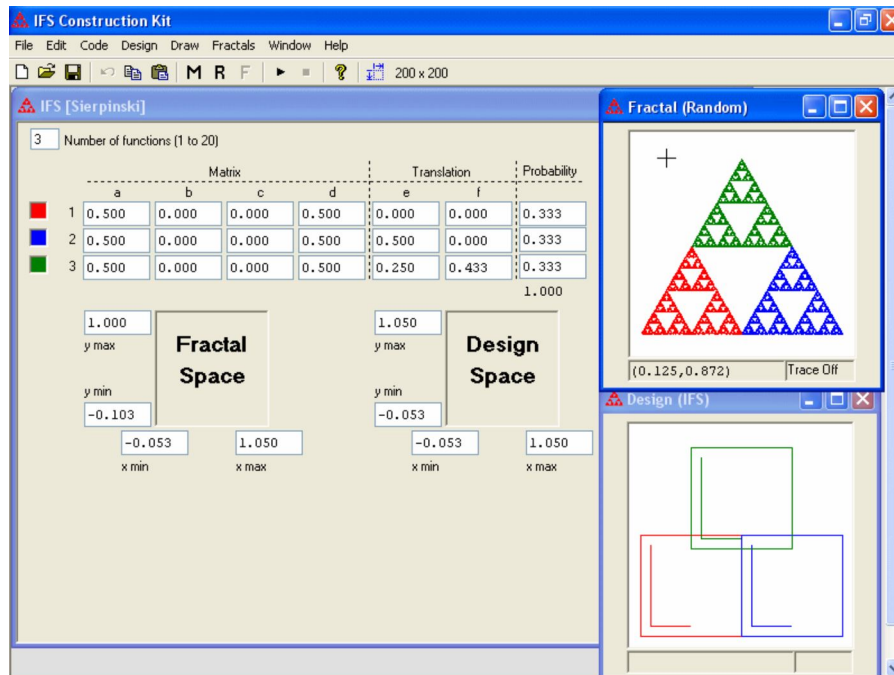 IFS Construction Kit
File Edit Code Design Draw Fractals Window Help
M R F 200 x 200
IFS [Sierpinski]
3 Number of functions (1 to 20)
Matrix Translation Probability
a b c d e f
1 0.500 0.000 0.000 0.500 0.000 0.000 0.333
2 0.500 0.000 0.000 0.500 0.500 0.000 0.333
3 0.500 0.000 0.000 0.500 0.250 0.433 0.333
1.000
1.000 1.050
y max y max
Fractal Space
Design Space
y min y min
-0.103 -0.053
-0.053 1.050 -0.053 1.050
x min x max x min x max
Fractal (Random)
(0.125,0.872) Trace Off
Design (IFS)